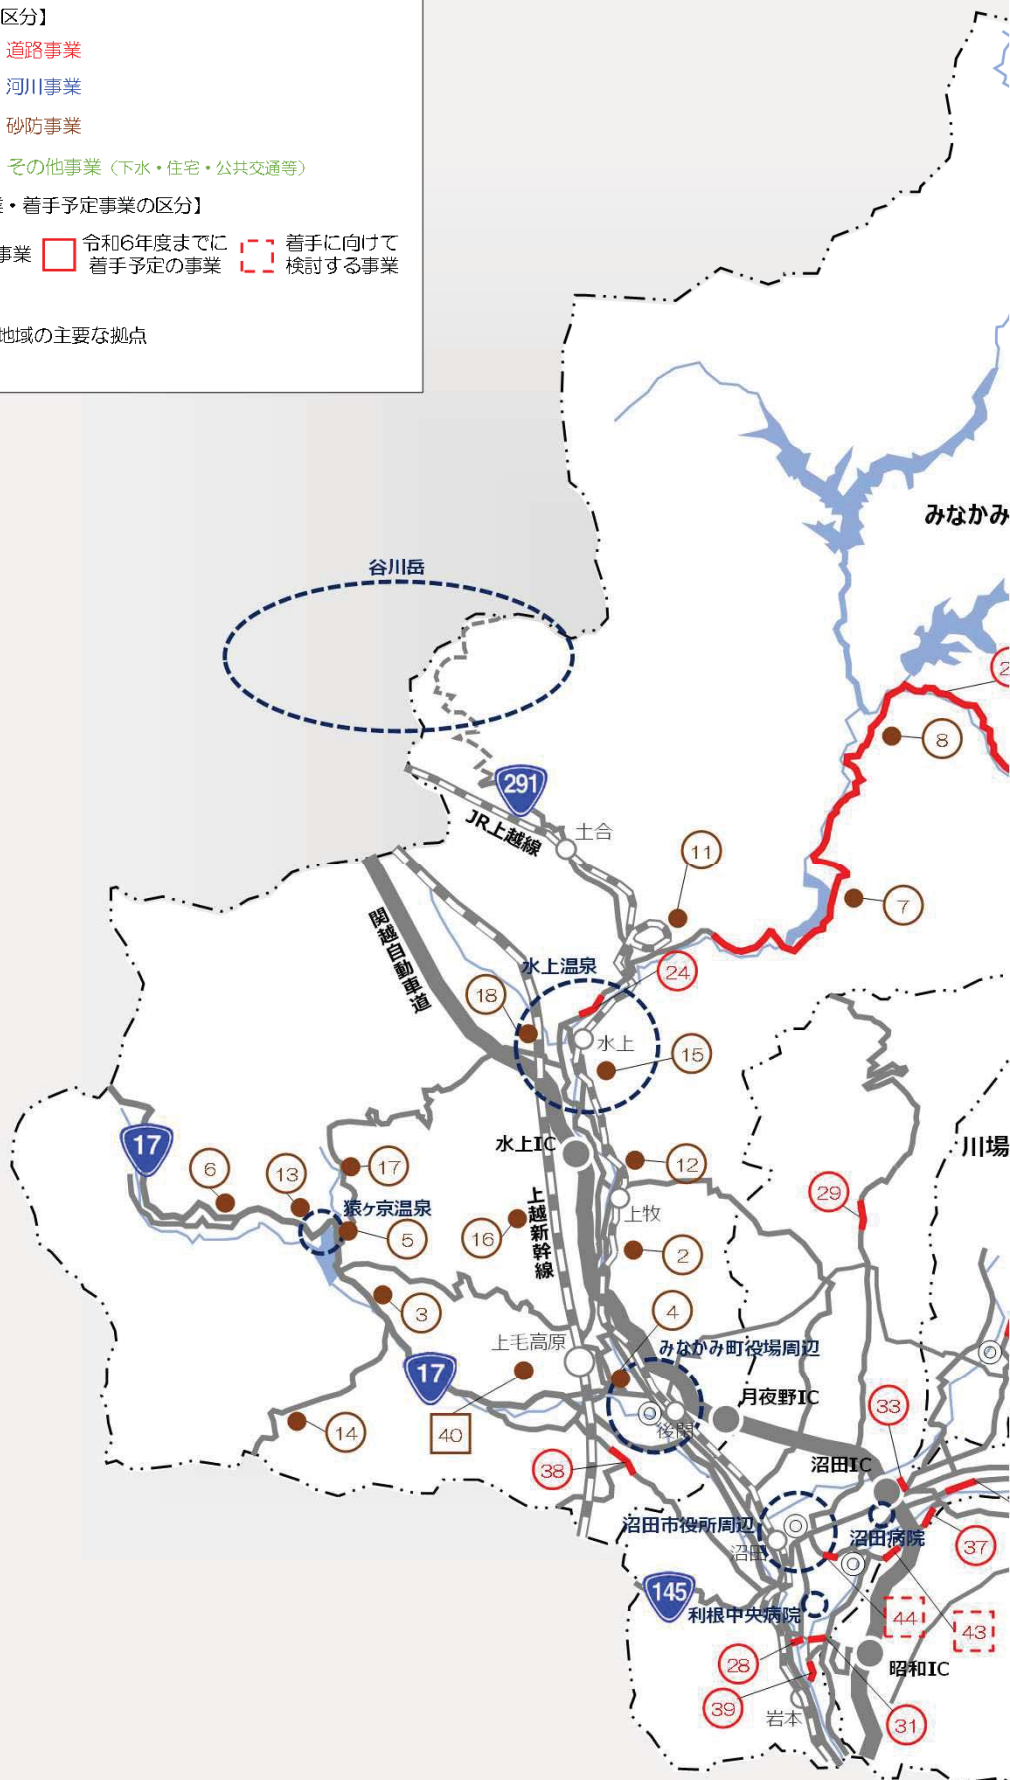 区分】
道路事業
河川事業
砂防事業
その他事業（下水・住宅・公共交通等）
・着手予定事業の区分】
事業
令和6年度までに
着手予定の事業
着手に向けて
検討する事業
地域の主要な拠点
みなかみ
谷川岳
2
8
291
JR上越線
土合
11
7
関越自動車道
水上温泉
24
18
水上
15
17
水上IC
6
13
17
12
川場
29
猿ヶ京温泉
上越新幹線
上牧
5
16
2
3
4
上毛高原
みなかみ町役場周辺
17
月夜野IC
33
14
40
後閑
38
沼田IC
沼田市役所周辺
沼田病院
37
沼田
145
利根中央病院
44
43
28
昭和IC
39
岩本
31